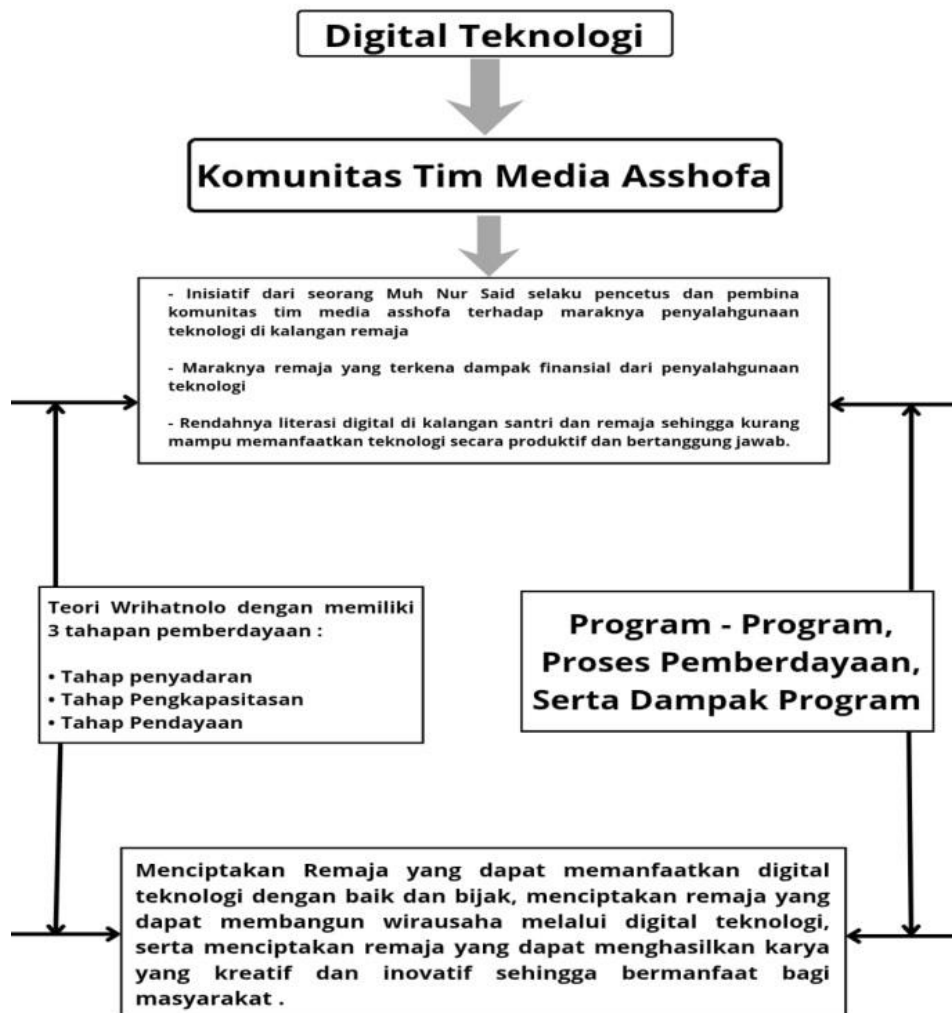 Digital Teknologi
Komunitas Tim Media Asshofa
- Inisiatif dari seorang Muh Nur Said selaku pencetus dan pembina
komunitas tim media asshofa terhadap maraknya penyalahgunaan
teknologi di kalangan remaja
- Maraknya remaja yang terkena dampak finansial dari penyalahgunaan
teknologi
- Rendahnya literasi digital di kalangan santri dan remaja sehingga kurang
mampu memanfaatkan teknologi secara produktif dan bertanggung jawab.
Teori Wrihatnolo dengan memiliki
3 tahapan pemberdayaan :
• Tahap penyadaran
• Tahap Pengkapasitasan
• Tahap Pendayaan
Program - Program,
Proses Pemberdayaan,
Serta Dampak Program
Menciptakan Remaja yang dapat memanfaatkan digital
teknologi dengan baik dan bijak, menciptakan remaja yang
dapat membangun wirausaha melalui digital teknologi,
serta menciptakan remaja yang dapat menghasilkan karya
yang kreatif dan inovatif sehingga bermanfaat bagi
masyarakat .